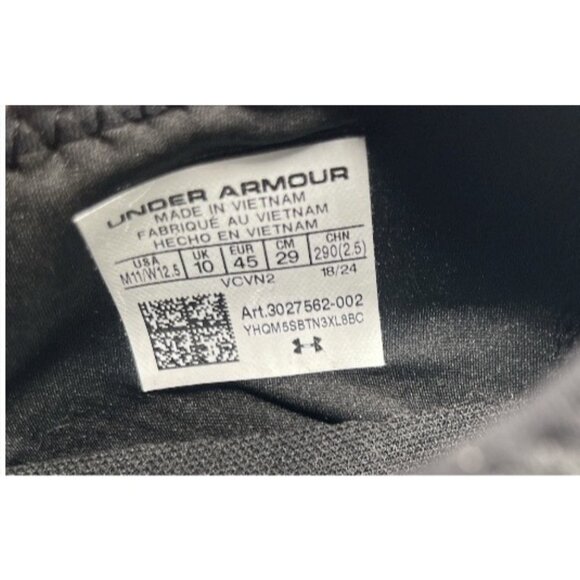 UNDER ARMOUR
MADE IN VIETNAM
FABRIQUÉ AU VIETNAM
HECHO EN VIETNAM
USA UK EUR CM CHN
M11/W12.5 10 45 29 290(2.5)
VCVN2 18/24
Art.3027562-002
YHQM5SBTN3XL8BC